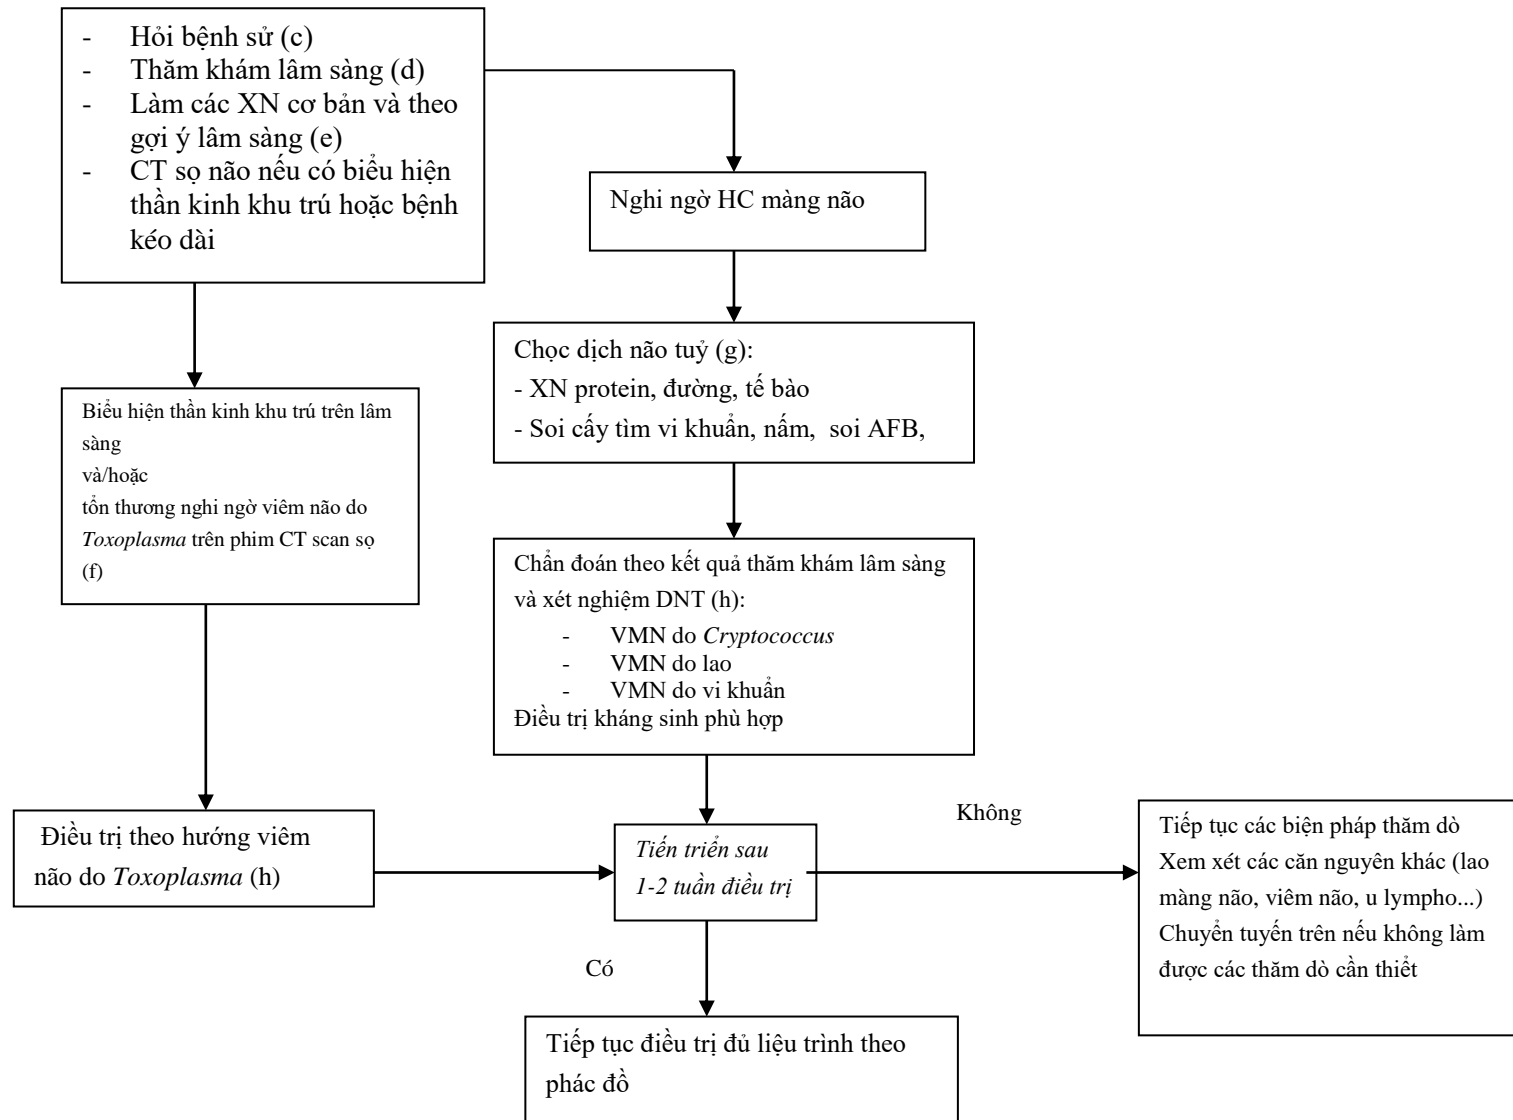 - Hỏi bệnh sử (c)
- Thăm khám lâm sàng (d)
- Làm các XN cơ bản và theo
gợi ý lâm sàng (e)
- CT sọ não nếu có biểu hiện
thần kinh khu trú hoặc bệnh
kéo dài
Nghi ngờ HC màng não
Chọc dịch não tuỷ (g):
- XN protein, đường, tế bào
- Soi cấy tìm vi khuẩn, nấm, soi AFB,
Biểu hiện thần kinh khu trú trên lâm
sàng
và/hoặc
tổn thương nghi ngờ viêm não do
Toxoplasma trên phim CT scan sọ
(f)
Chẩn đoán theo kết quả thăm khám lâm sàng
và xét nghiệm DNT (h):
- VMN do Cryptococcus
- VMN do lao
- VMN do vi khuẩn
Điều trị kháng sinh phù hợp
Điều trị theo hướng viêm
não do Toxoplasma (h)
Tiến triển sau
1-2 tuần điều trị
Không
Tiếp tục các biện pháp thăm dò
Xem xét các căn nguyên khác (lao
màng não, viêm não, u lympho...)
Chuyển tuyến trên nếu không làm
được các thăm dò cần thiết
Có
Tiếp tục điều trị đủ liệu trình theo
phác đồ